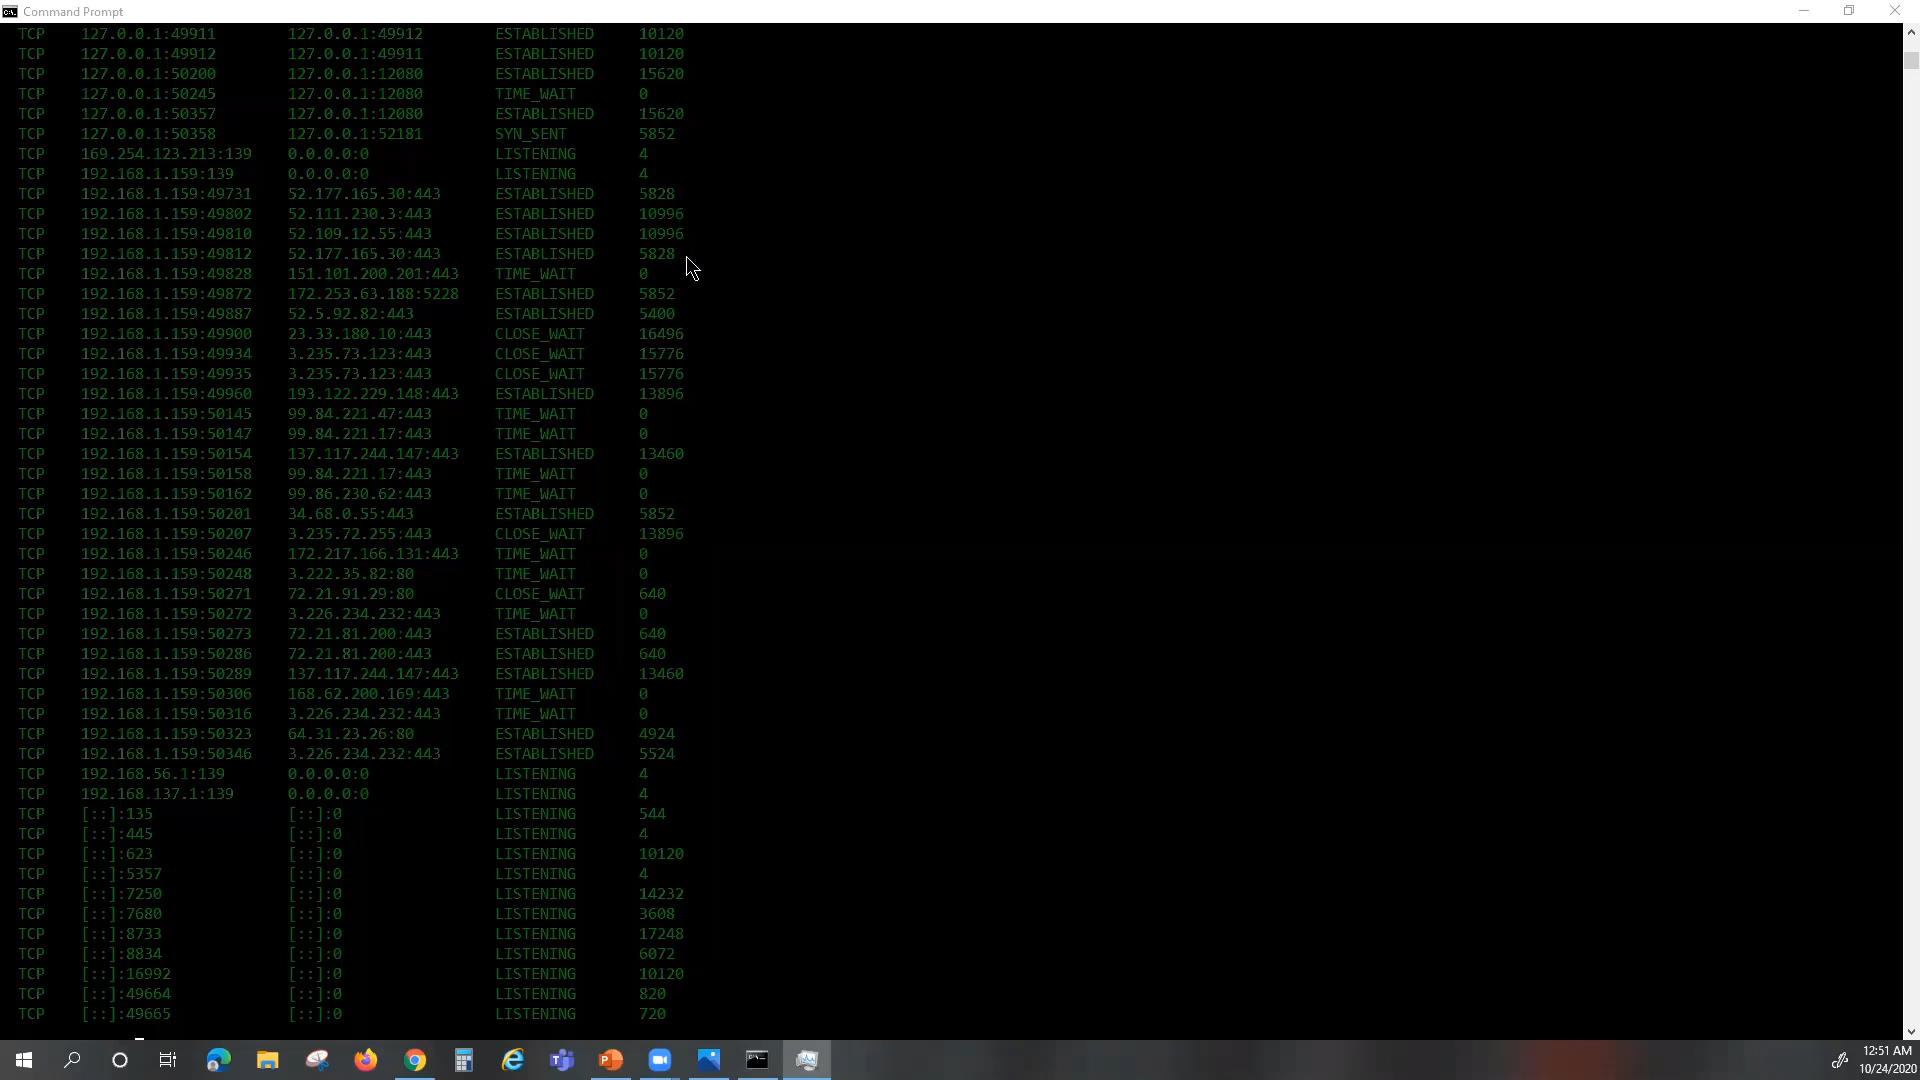 Command Prompt
TCP 127.0.0.1:49911 127.0.0.1:49912 ESTABLISHED 10120
TCP 127.0.0.1:49912 127.0.0.1:49911 ESTABLISHED 10120
TCP 127.0.0.1:50200 127.0.0.1:12080 ESTABLISHED 15620
TCP 127.0.0.1:50245 127.0.0.1:12080 TIME_WAIT 0
TCP 127.0.0.1:50357 127.0.0.1:12080 ESTABLISHED 15620
TCP 127.0.0.1:50358 127.0.0.1:52181 SYN_SENT 5852
TCP 169.254.123.213:139 0.0.0.0:0 LISTENING 4
TCP 192.168.1.159:139 0.0.0.0:0 LISTENING 4
TCP 192.168.1.159:49731 52.177.165.30:443 ESTABLISHED 5828
TCP 192.168.1.159:49802 52.111.230.3:443 ESTABLISHED 10996
TCP 192.168.1.159:49810 52.109.12.55:443 ESTABLISHED 10996
TCP 192.168.1.159:49812 52.177.165.30:443 ESTABLISHED 5828
TCP 192.168.1.159:49828 151.101.200.201:443 TIME_WAIT 0
TCP 192.168.1.159:49872 172.253.63.188:5228 ESTABLISHED 5852
TCP 192.168.1.159:49887 52.5.92.82:443 ESTABLISHED 5400
TCP 192.168.1.159:49900 23.33.180.10:443 CLOSE_WAIT 16496
TCP 192.168.1.159:49934 3.235.73.123:443 CLOSE_WAIT 15776
TCP 192.168.1.159:49935 3.235.73.123:443 CLOSE_WAIT 15776
TCP 192.168.1.159:49960 193.122.229.148:443 ESTABLISHED 13896
TCP 192.168.1.159:50145 99.84.221.47:443 TIME_WAIT 0
TCP 192.168.1.159:50147 99.84.221.17:443 TIME_WAIT 0
TCP 192.168.1.159:50154 137.117.244.147:443 ESTABLISHED 13460
TCP 192.168.1.159:50158 99.84.221.17:443 TIME_WAIT 0
TCP 192.168.1.159:50162 99.86.230.62:443 TIME_WAIT 0
TCP 192.168.1.159:50201 34.68.0.55:443 ESTABLISHED 5852
TCP 192.168.1.159:50207 3.235.72.255:443 CLOSE_WAIT 13896
TCP 192.168.1.159:50246 172.217.166.131:443 TIME_WAIT 0
TCP 192.168.1.159:50248 3.222.35.82:80 TIME_WAIT 0
TCP 192.168.1.159:50271 72.21.91.29:80 CLOSE_WAIT 640
TCP 192.168.1.159:50272 3.226.234.232:443 TIME_WAIT 0
TCP 192.168.1.159:50273 72.21.81.200:443 ESTABLISHED 640
TCP 192.168.1.159:50286 72.21.81.200:443 ESTABLISHED 640
TCP 192.168.1.159:50289 137.117.244.147:443 ESTABLISHED 13460
TCP 192.168.1.159:50306 168.62.200.169:443 TIME_WAIT 0
TCP 192.168.1.159:50316 3.226.234.232:443 TIME_WAIT 0
TCP 192.168.1.159:50323 64.31.23.26:80 ESTABLISHED 4924
TCP 192.168.1.159:50346 3.226.234.232:443 ESTABLISHED 5524
TCP 192.168.56.1:139 0.0.0.0:0 LISTENING 4
TCP 192.168.137.1:139 0.0.0.0:0 LISTENING 4
TCP [::]:135 [::]:0 LISTENING 544
TCP [::]:445 [::]:0 LISTENING 4
TCP [::]:623 [::]:0 LISTENING 10120
TCP [::]:5357 [::]:0 LISTENING 4
TCP [::]:7250 [::]:0 LISTENING 14232
TCP [::]:7680 [::]:0 LISTENING 3608
TCP [::]:8733 [::]:0 LISTENING 17248
TCP [::]:8834 [::]:0 LISTENING 6072
TCP [::]:16992 [::]:0 LISTENING 10120
TCP [::]:49664 [::]:0 LISTENING 820
TCP [::]:49665 [::]:0 LISTENING 720
12:51 AM
10/24/2020